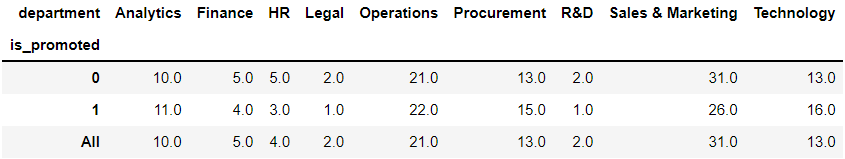 department Analytics Finance HR Legal Operations Procurement R&D Sales & Marketing Technology
is_promoted
0 10.0 5.0 5.0 2.0 21.0 13.0 2.0 31.0 13.0
1 11.0 4.0 3.0 1.0 22.0 15.0 1.0 26.0 16.0
All 10.0 5.0 4.0 2.0 21.0 13.0 2.0 31.0 13.0